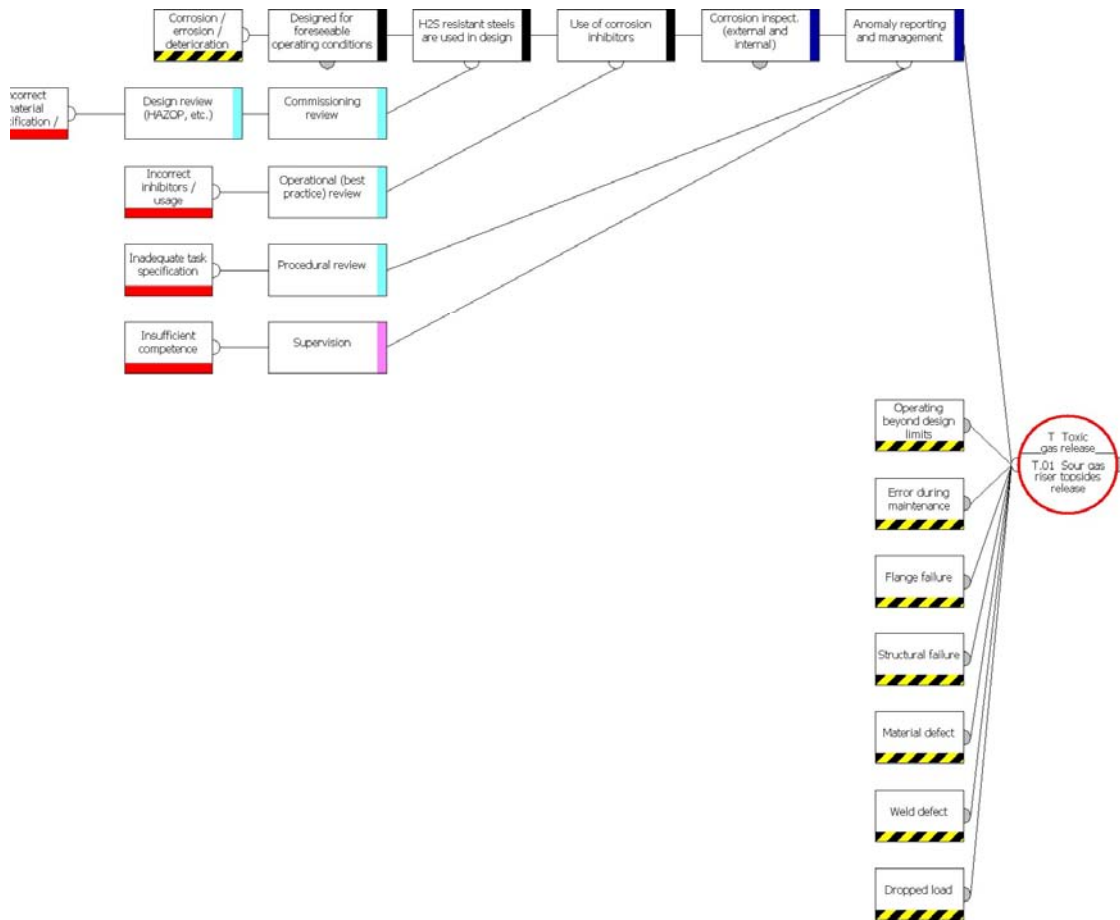 Corrosion /
errosion /
deterioration
Designed for
foreseeable
operating conditions
H2S resistant steels
are used in design
Use of corrosion
inhibitors
Corrosion inspect.
(external and
internal)
Anomaly reporting
and management
ncorrect
naterial
cification /
Design review
(HAZOP, etc.)
Commissioning
review
Incorrect
inhibitors /
usage
Operational (best
practice) review
Inadequate task
specification
Procedural review
Insufficient
competence
Supervision
Operating
beyond design
limits
T Toxic
gas release
T.01 Sour gas
riser topsides
release
Error during
maintenance
Flange failure
Structural failure
Material defect
Weld defect
Dropped load